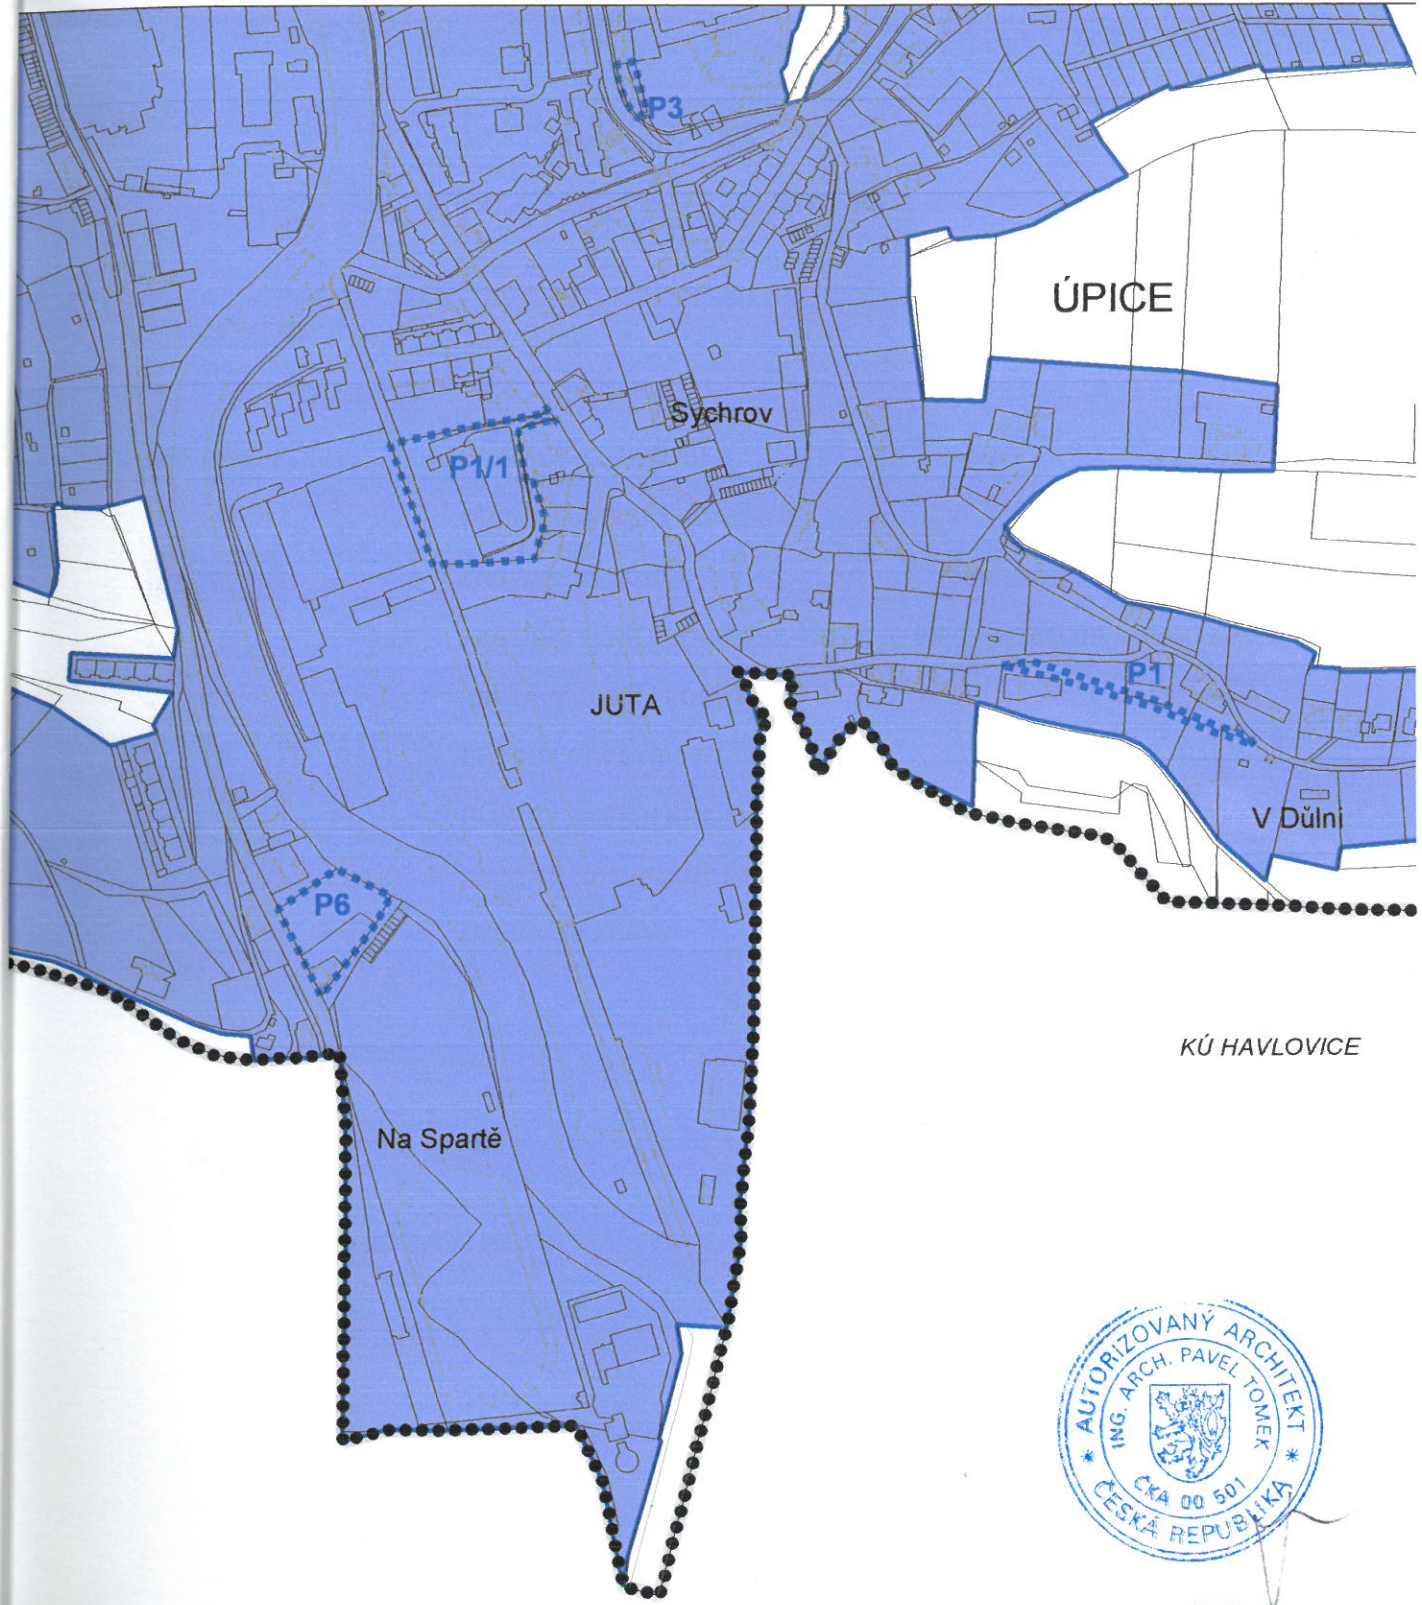 P3
ÚPICE
Sychrov
P1/1
JUTA
P1
V Důlni
P6
KÚ HAVLOVICE
Na Spartě
* AUTORIZOVANÝ ARCHITEKT *
ČESKÁ REPUBLIKA
ING. ARCH. PAVEL TOMEK
ČKA 00 501